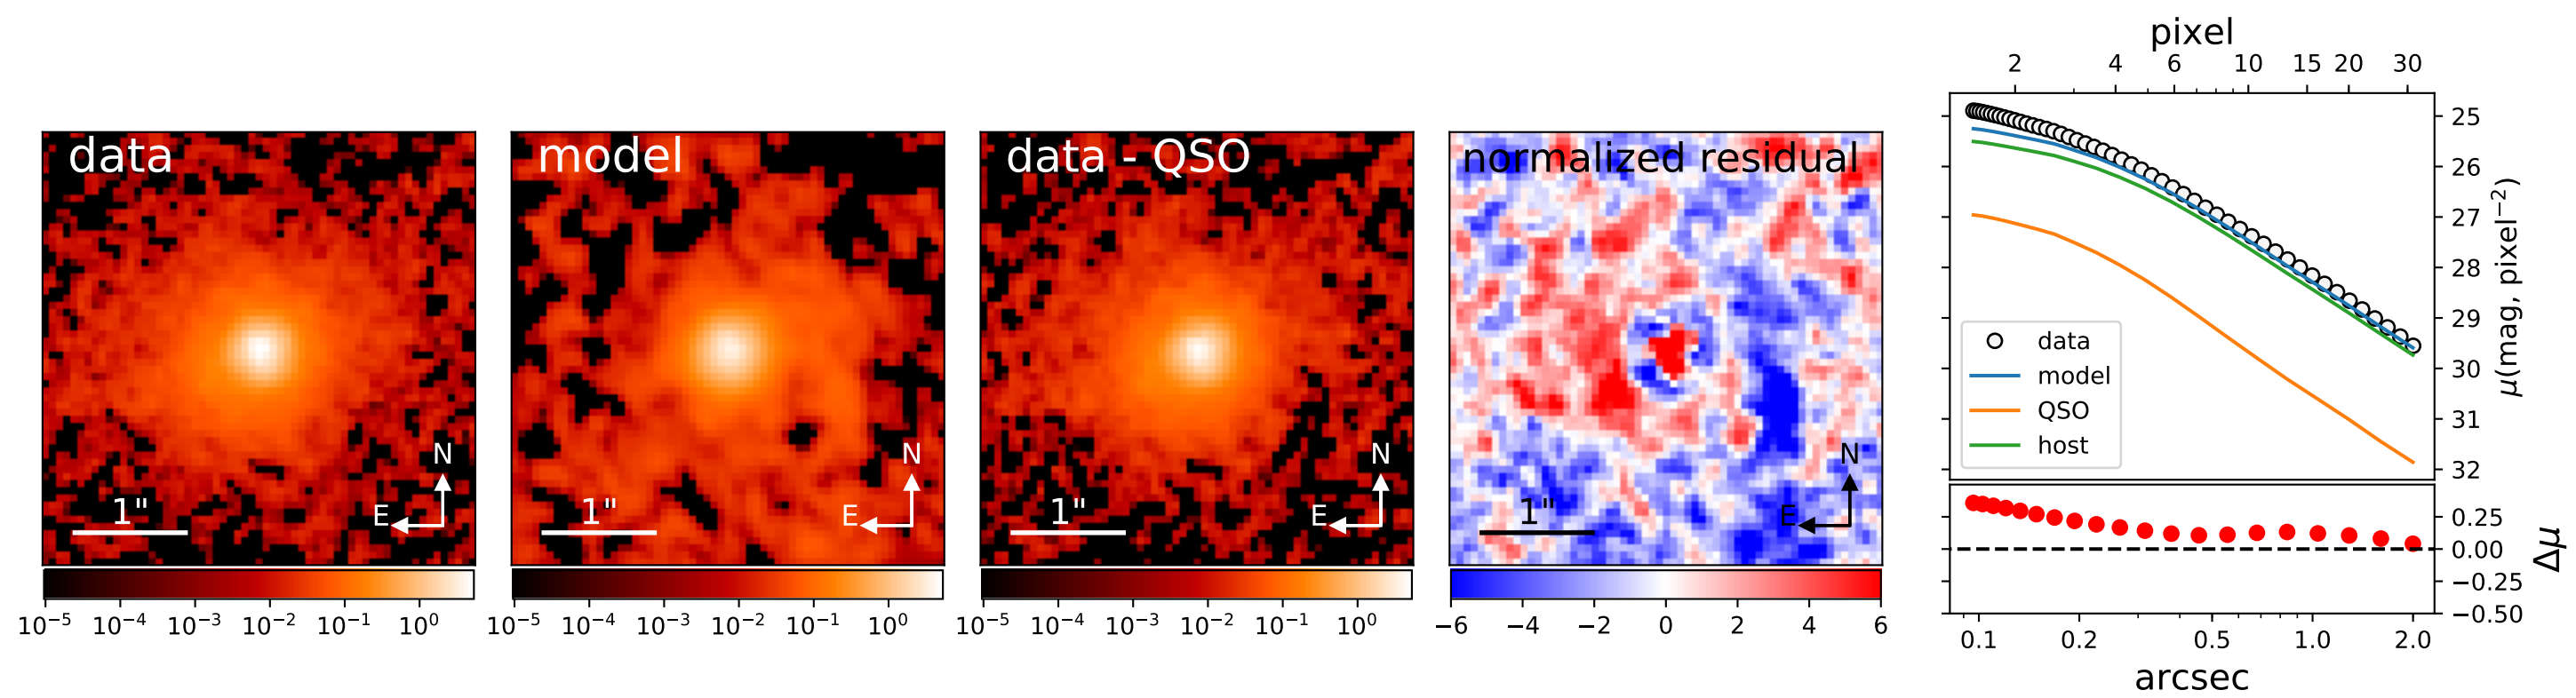 data
N
E
1"
10⁻⁵ 10⁻⁴ 10⁻³ 10⁻² 10⁻¹ 10⁰
model
N
E
1"
10⁻⁵ 10⁻⁴ 10⁻³ 10⁻² 10⁻¹ 10⁰
data - QSO
N
E
1"
10⁻⁵ 10⁻⁴ 10⁻³ 10⁻² 10⁻¹ 10⁰
normalized residual
N
E
1"
−6 −4 −2 0 2 4 6
pixel
2 4 6 10 15 20 30
25
26
27
28
29
30
31
32
μ(mag, pixel⁻²)
data
model
QSO
host
0.25
0.00
−0.25
−0.50
Δμ
0.1 0.2 0.5 1.0 2.0
arcsec